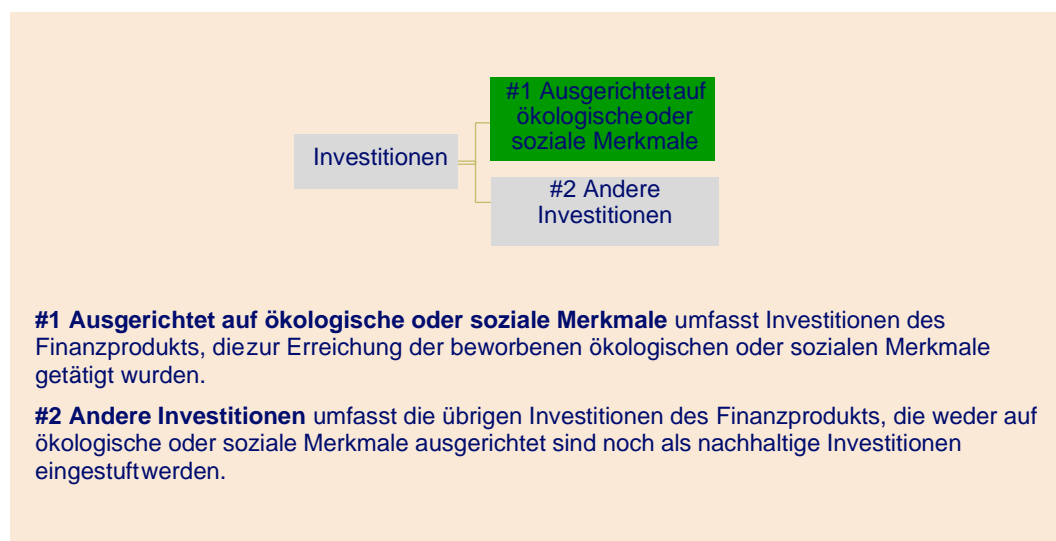 #1 Ausgerichtetauf
ökologischeoder
soziale Merkmale
Investitionen
#2 Andere
Investitionen
#1 Ausgerichtet auf ökologische oder soziale Merkmale umfasst Investitionen des
Finanzprodukts, diezur Erreichung der beworbenen ökologischen oder sozialen Merkmale
getätigt wurden.
#2 Andere Investitionen umfasst die übrigen Investitionen des Finanzprodukts, die weder auf
ökologische oder soziale Merkmale ausgerichtet sind noch als nachhaltige Investitionen
eingestuftwerden.